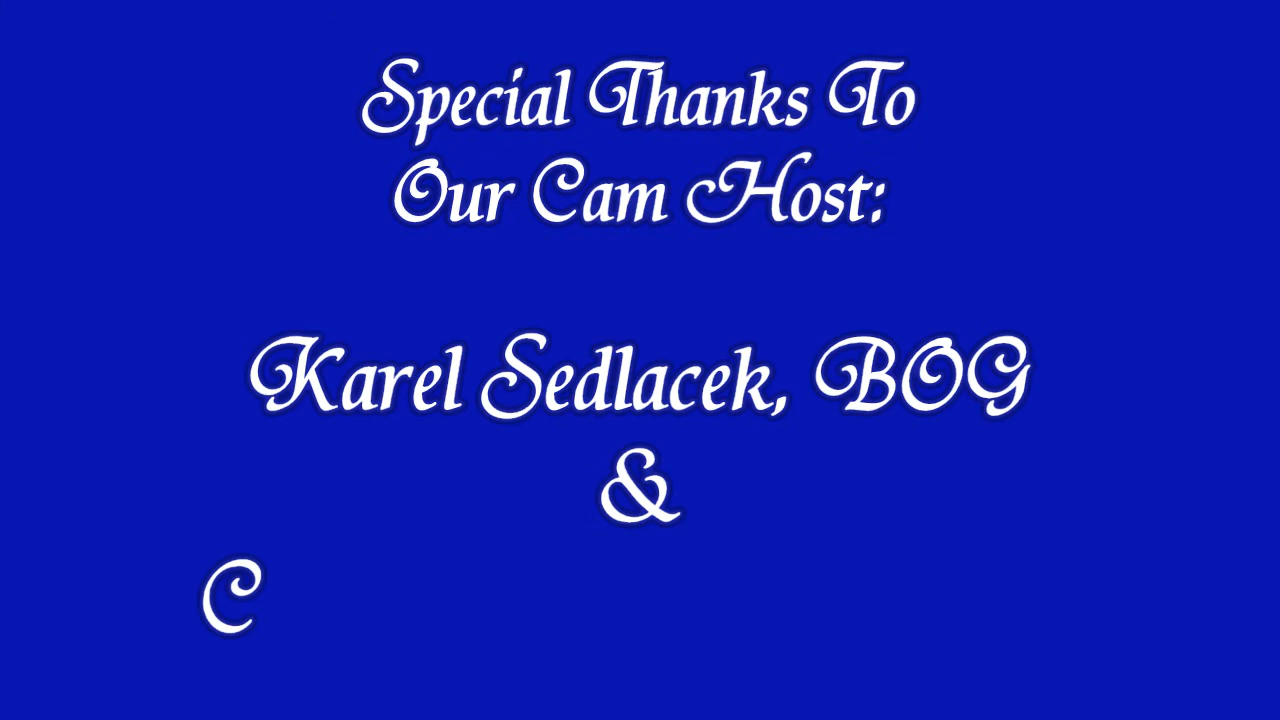 Special Thanks To
Our Cam Host:
Karel Sedlacek, BOG
&
C